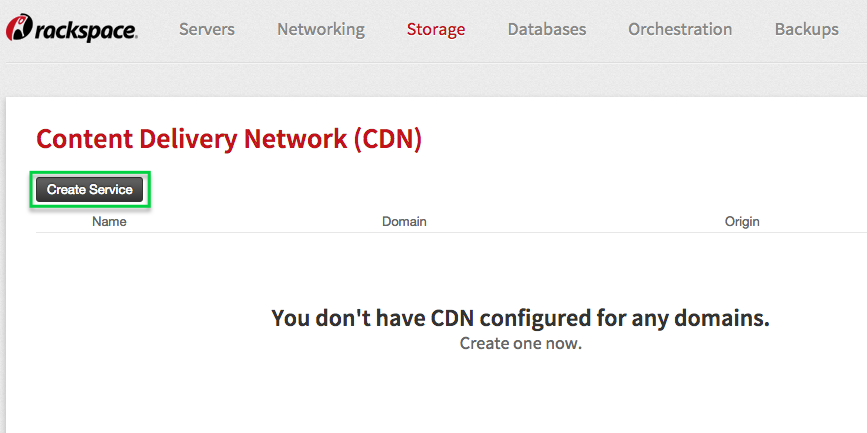 rackspace. Servers Networking Storage Databases Orchestration Backups
Content Delivery Network (CDN)
Create Service
Name Domain Origin
You don't have CDN configured for any domains.
Create one now.